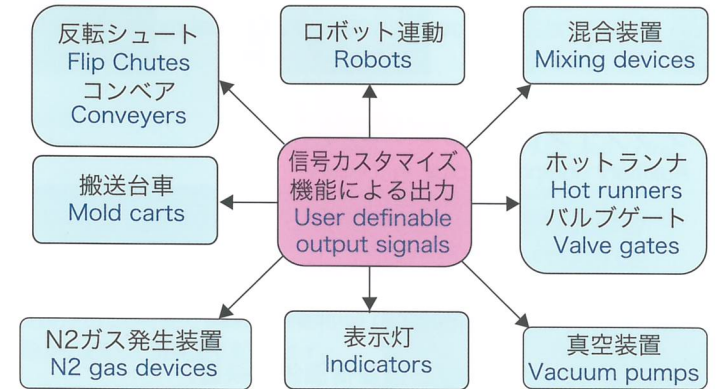 反転シュート
Flip Chutes
コンベア
Conveyers
ロボット連動
Robots
混合装置
Mixing devices
搬送台車
Mold carts
信号カスタマイズ
機能による出力
User definable
output signals
ホットランナ
Hot runners
バルブゲート
Valve gates
N2ガス発生装置
N2 gas devices
表示灯
Indicators
真空装置
Vacuum pumps